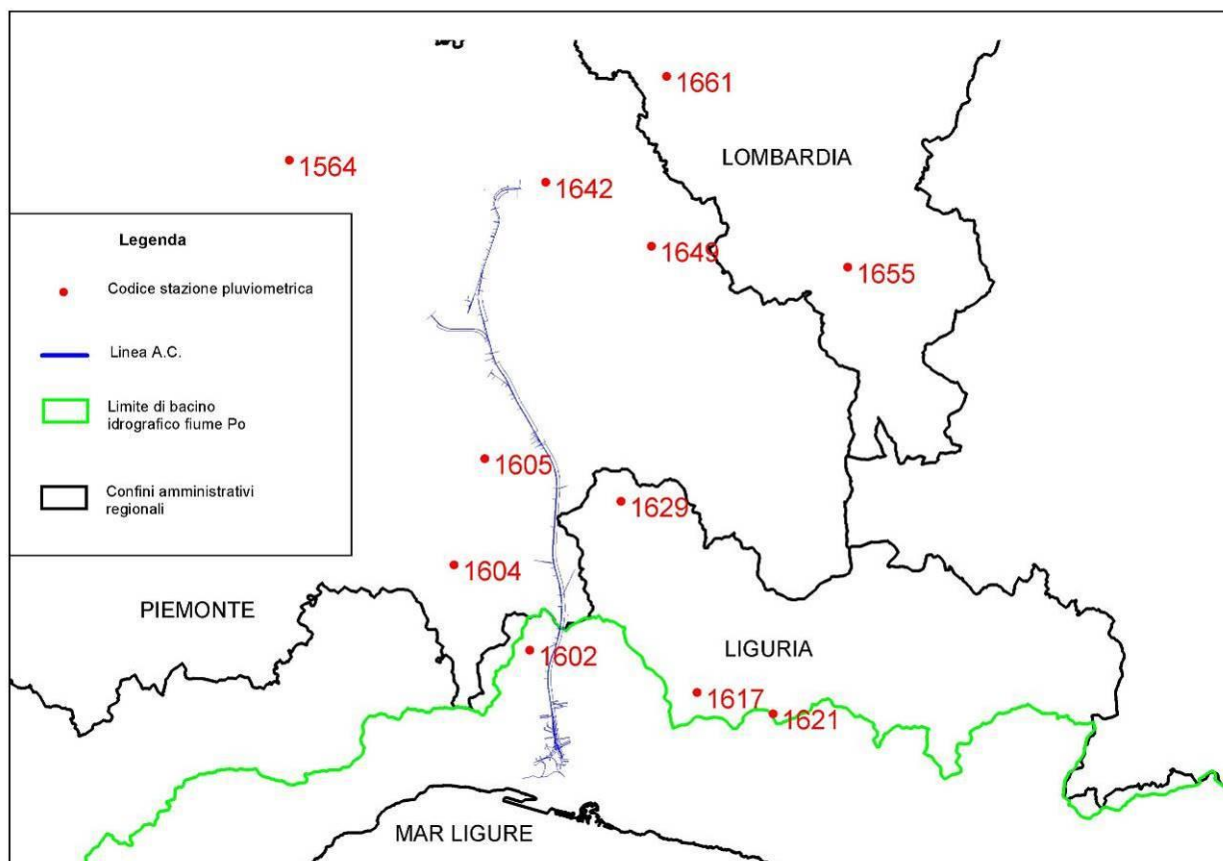 1661
LOMBARDIA
1564
1642
1649
1655
Legenda
Codice stazione pluviometrica
Linea A.C.
Limite di bacino
idrografico fiume Po
Confini amministrativi
regionali
1605
1629
1604
PIEMONTE
1602
LIGURIA
1617
1621
MAR LIGURE